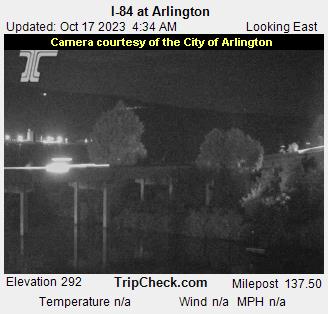 I-84 at Arlington
Updated: Oct 17 2023 4:34 AM Looking East
Camera courtesy of the City of Arlington
Elevation 292 TripCheck.com Milepost 137.50
Temperature n/a Wind n/a MPH n/a